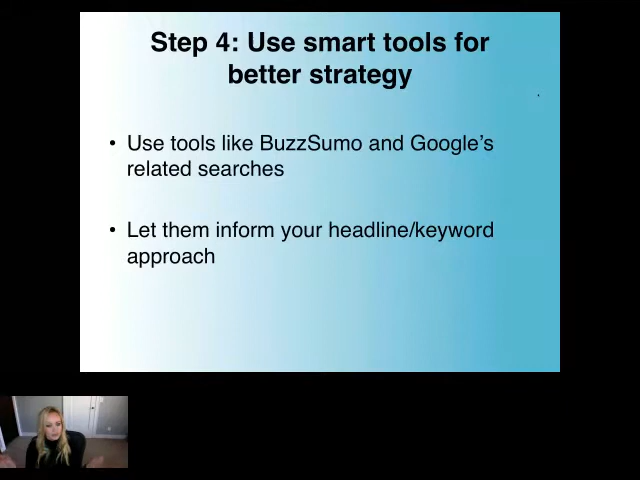 Step 4: Use smart tools for
better strategy
• Use tools like BuzzSumo and Google's
related searches
• Let them inform your headline/keyword
approach